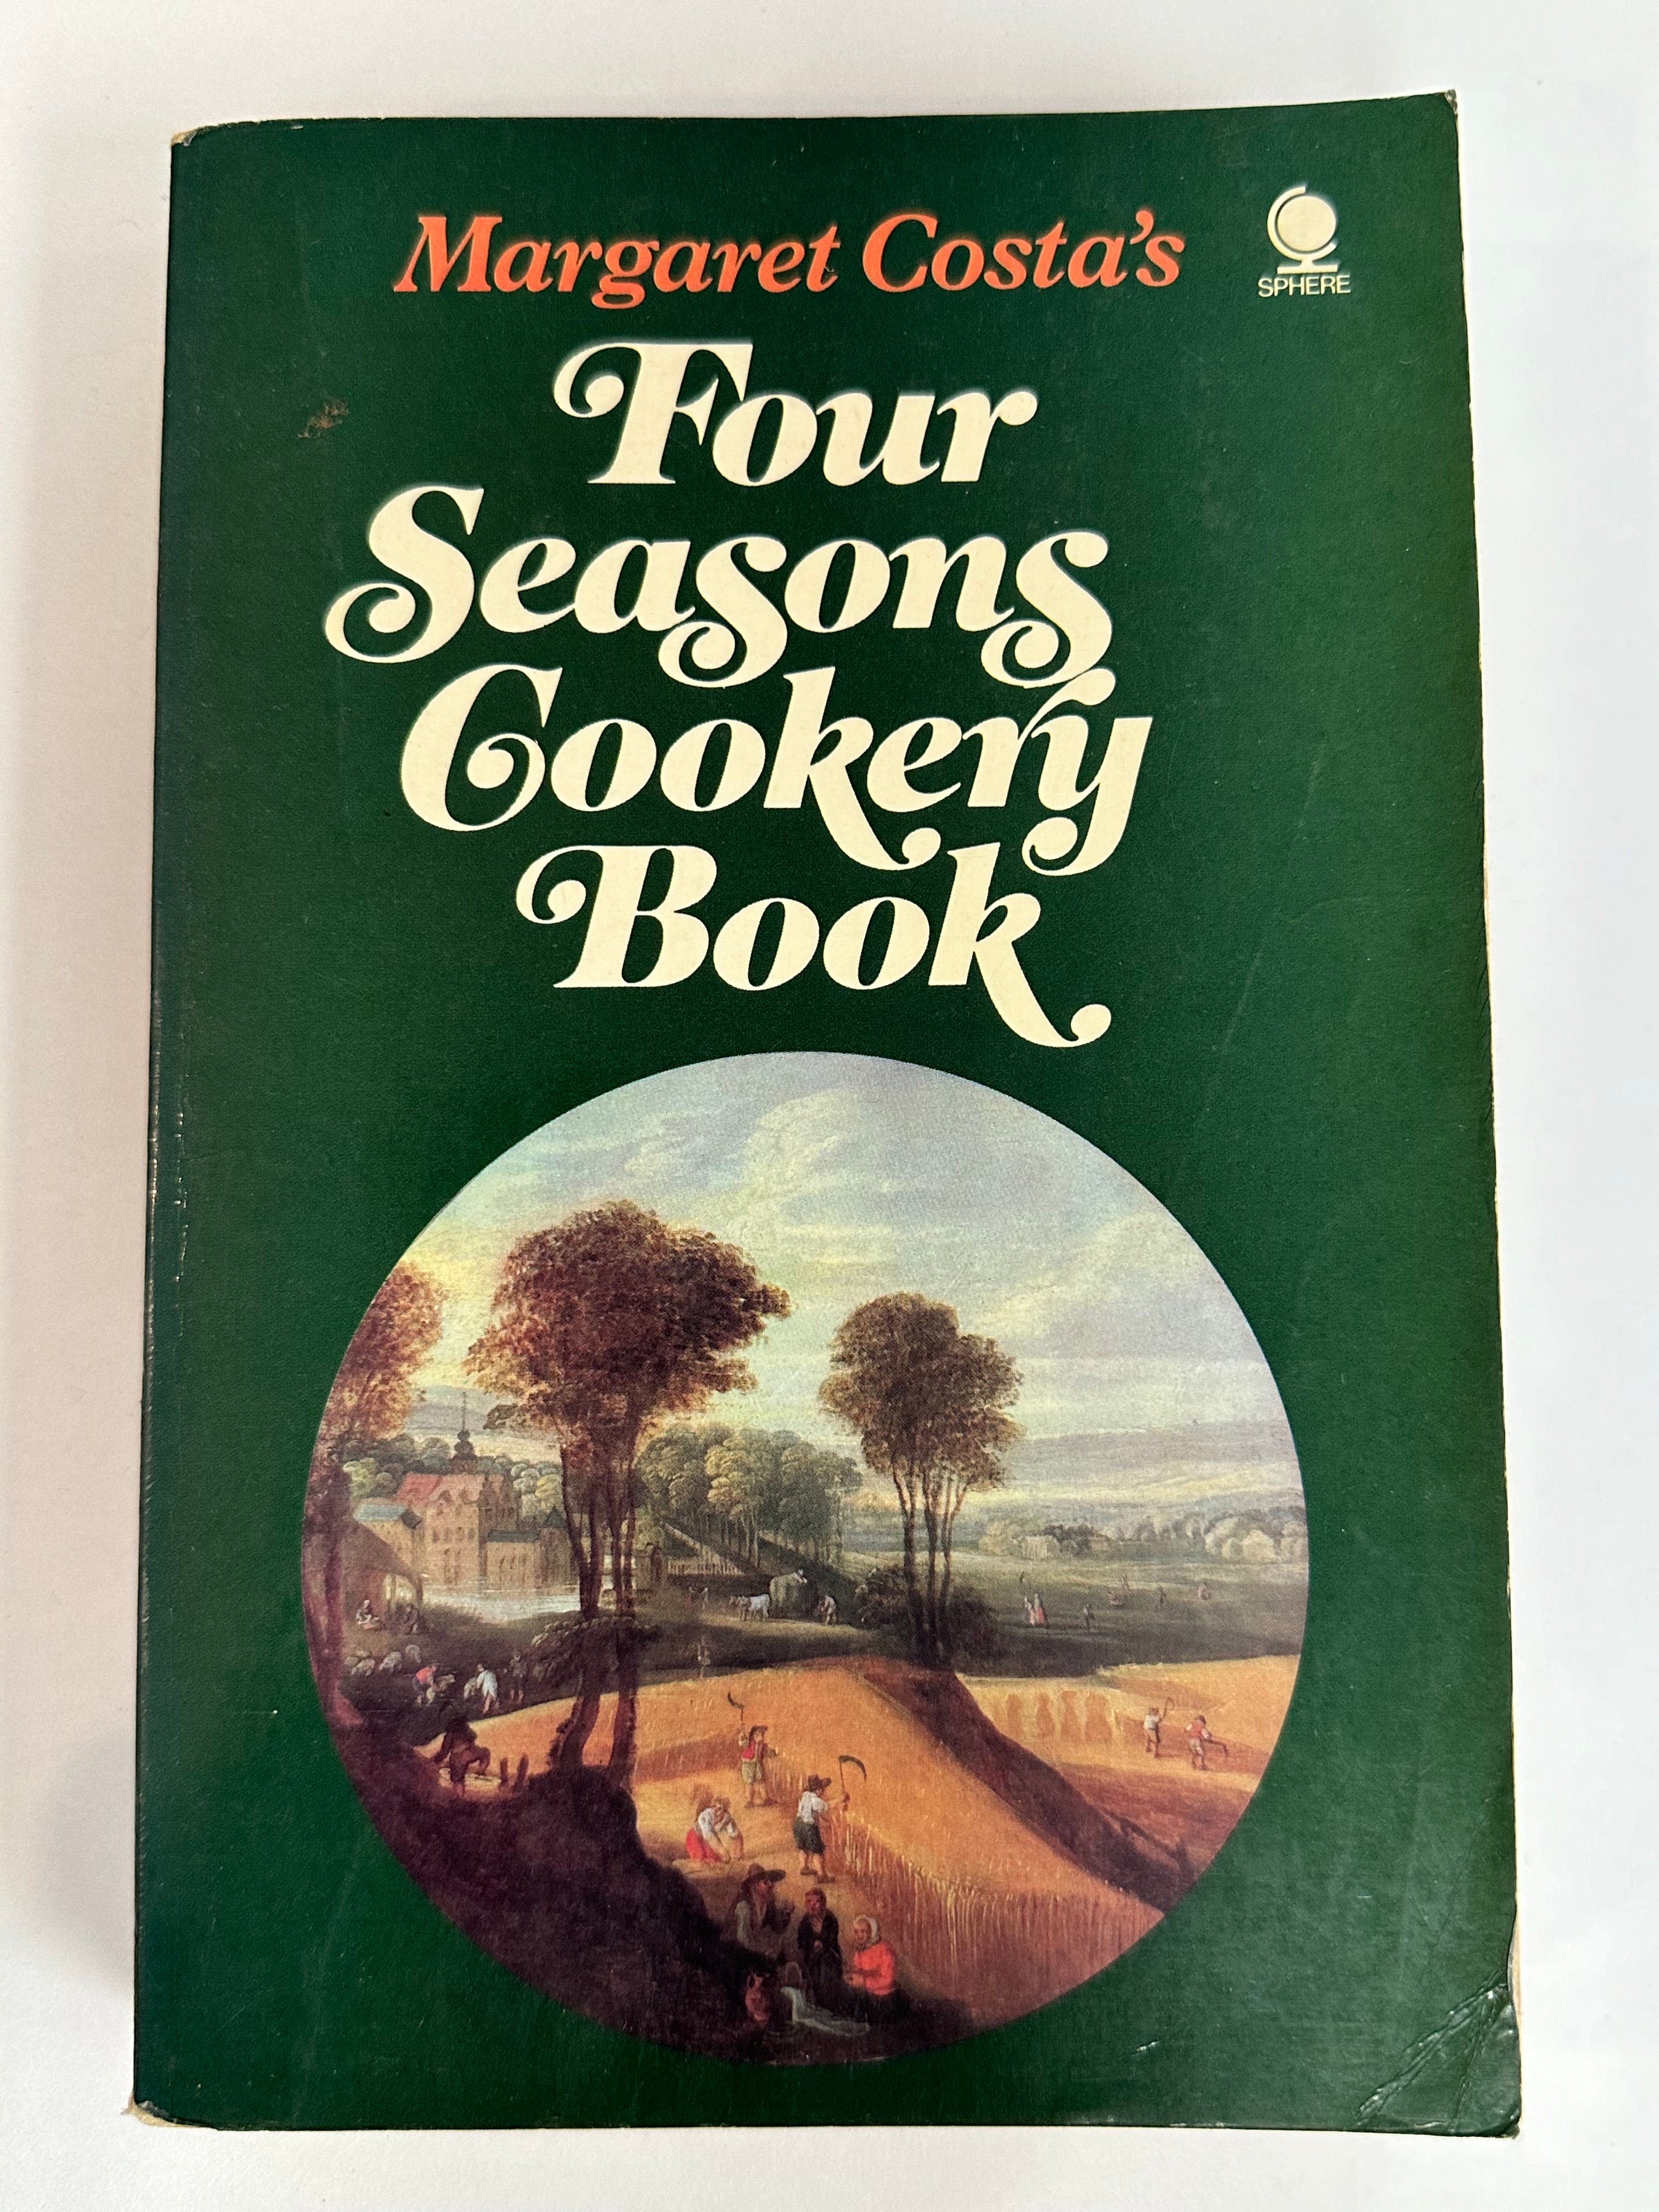 Margaret Costa's
SPHERE
Four
Seasons
Cookery
Book